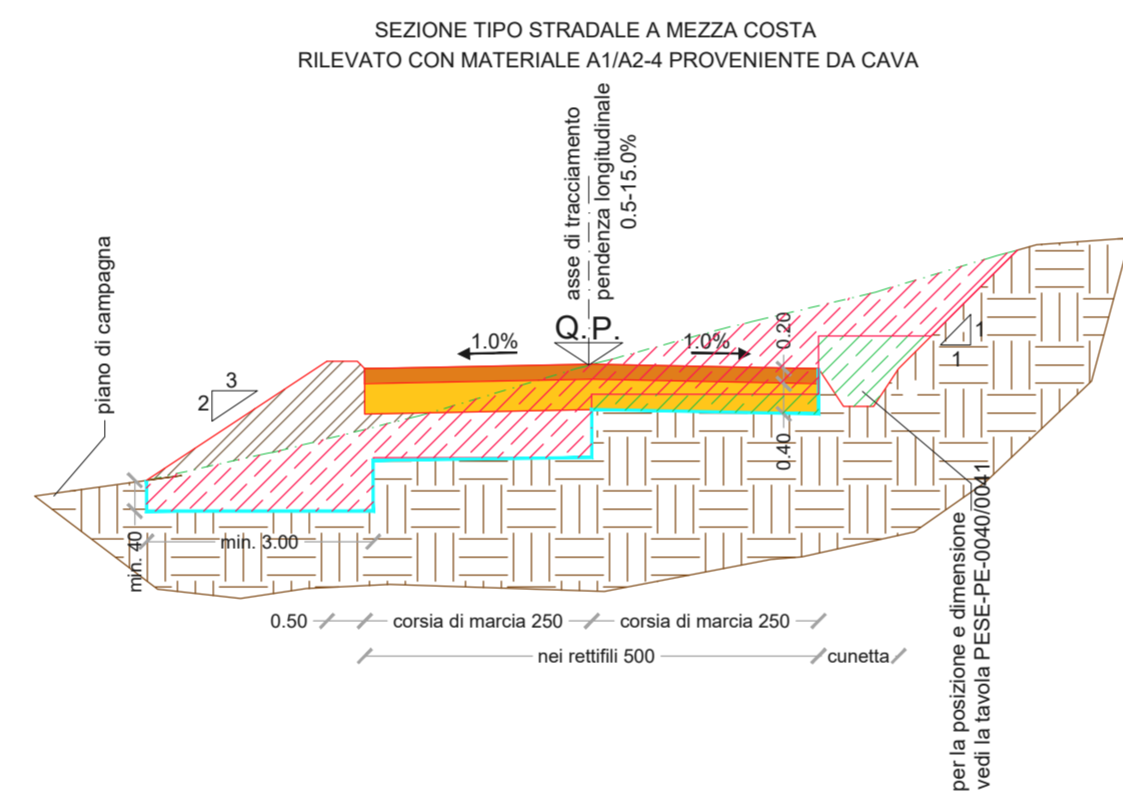 SEZIONE TIPO STRADALE A MEZZA COSTA
RILEVATO CON MATERIALE A1/A2-4 PROVENIENTE DA CAVA
asse di tracciamento
pendenza longitudinale
0.5-15.0%
piano di campagna
Q.P.
1.0%
1.0%
0.20
3
2
1
1
0.40
min. 40
min. 3.00
0.50
corsia di marcia 250
corsia di marcia 250
nei rettifili 500
cunetta
per la posizione e dimensione
vedi la tavola PESE-PE-0040/0041